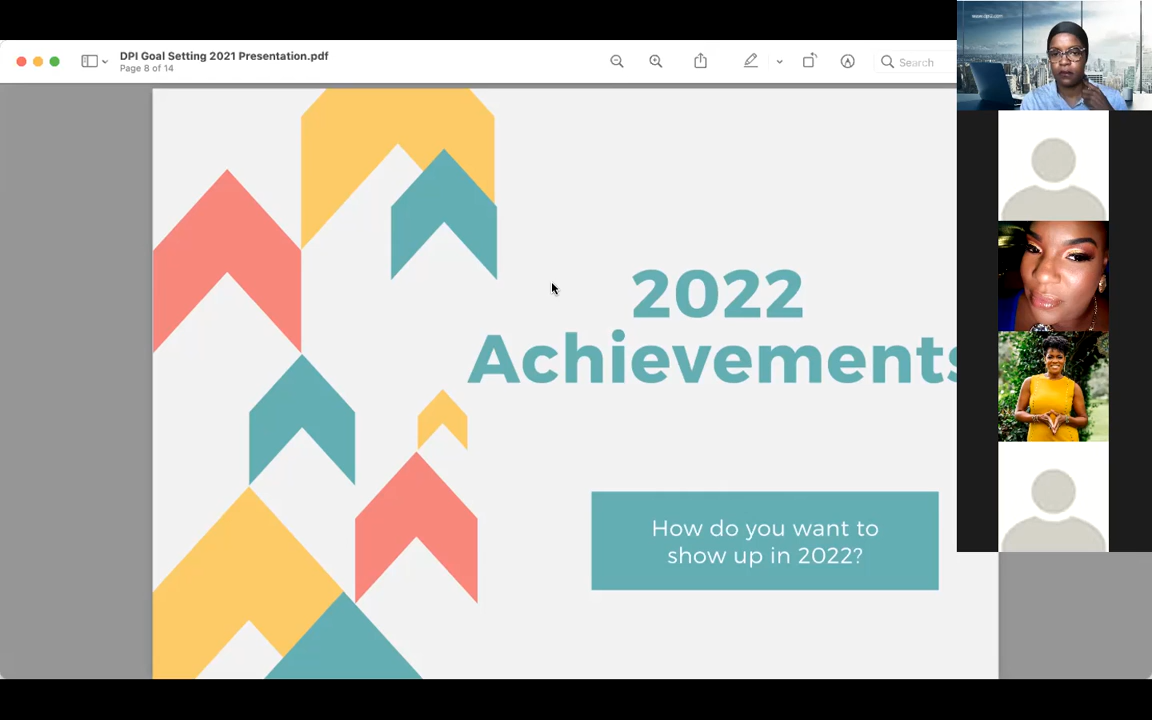 DPI Goal Setting 2021 Presentation.pdf
Page 8 of 14
Search
2022
Achievements
How do you want to
show up in 2022?